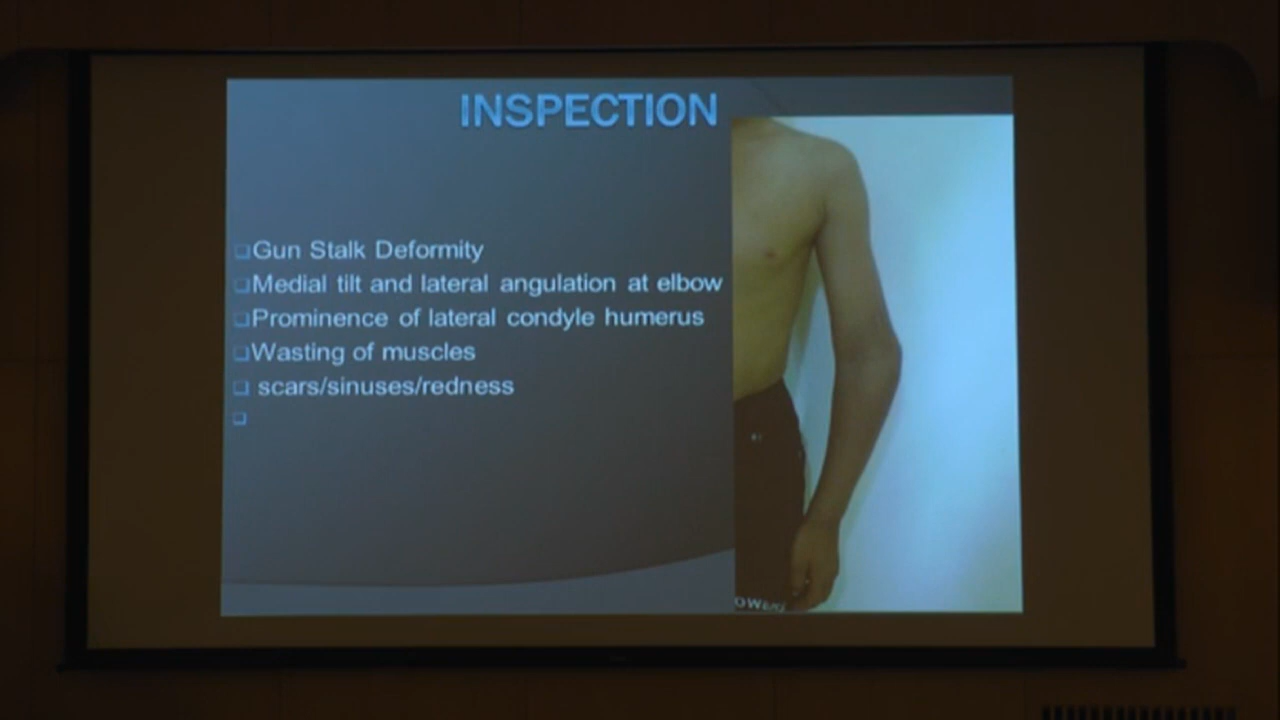 INSPECTION
Gun Stalk Deformity
Medial tilt and lateral angulation at elbow
Prominence of lateral condyle humerus
Wasting of muscles
scars/sinuses/redness